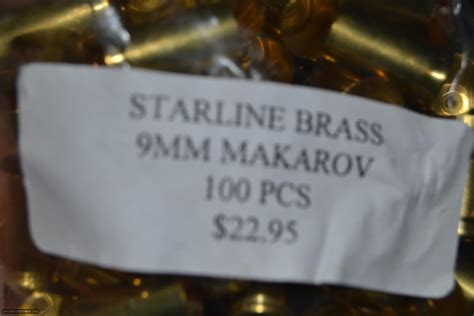 STARLINE BRASS
9MM MAKAROV
100 PCS
$22.95